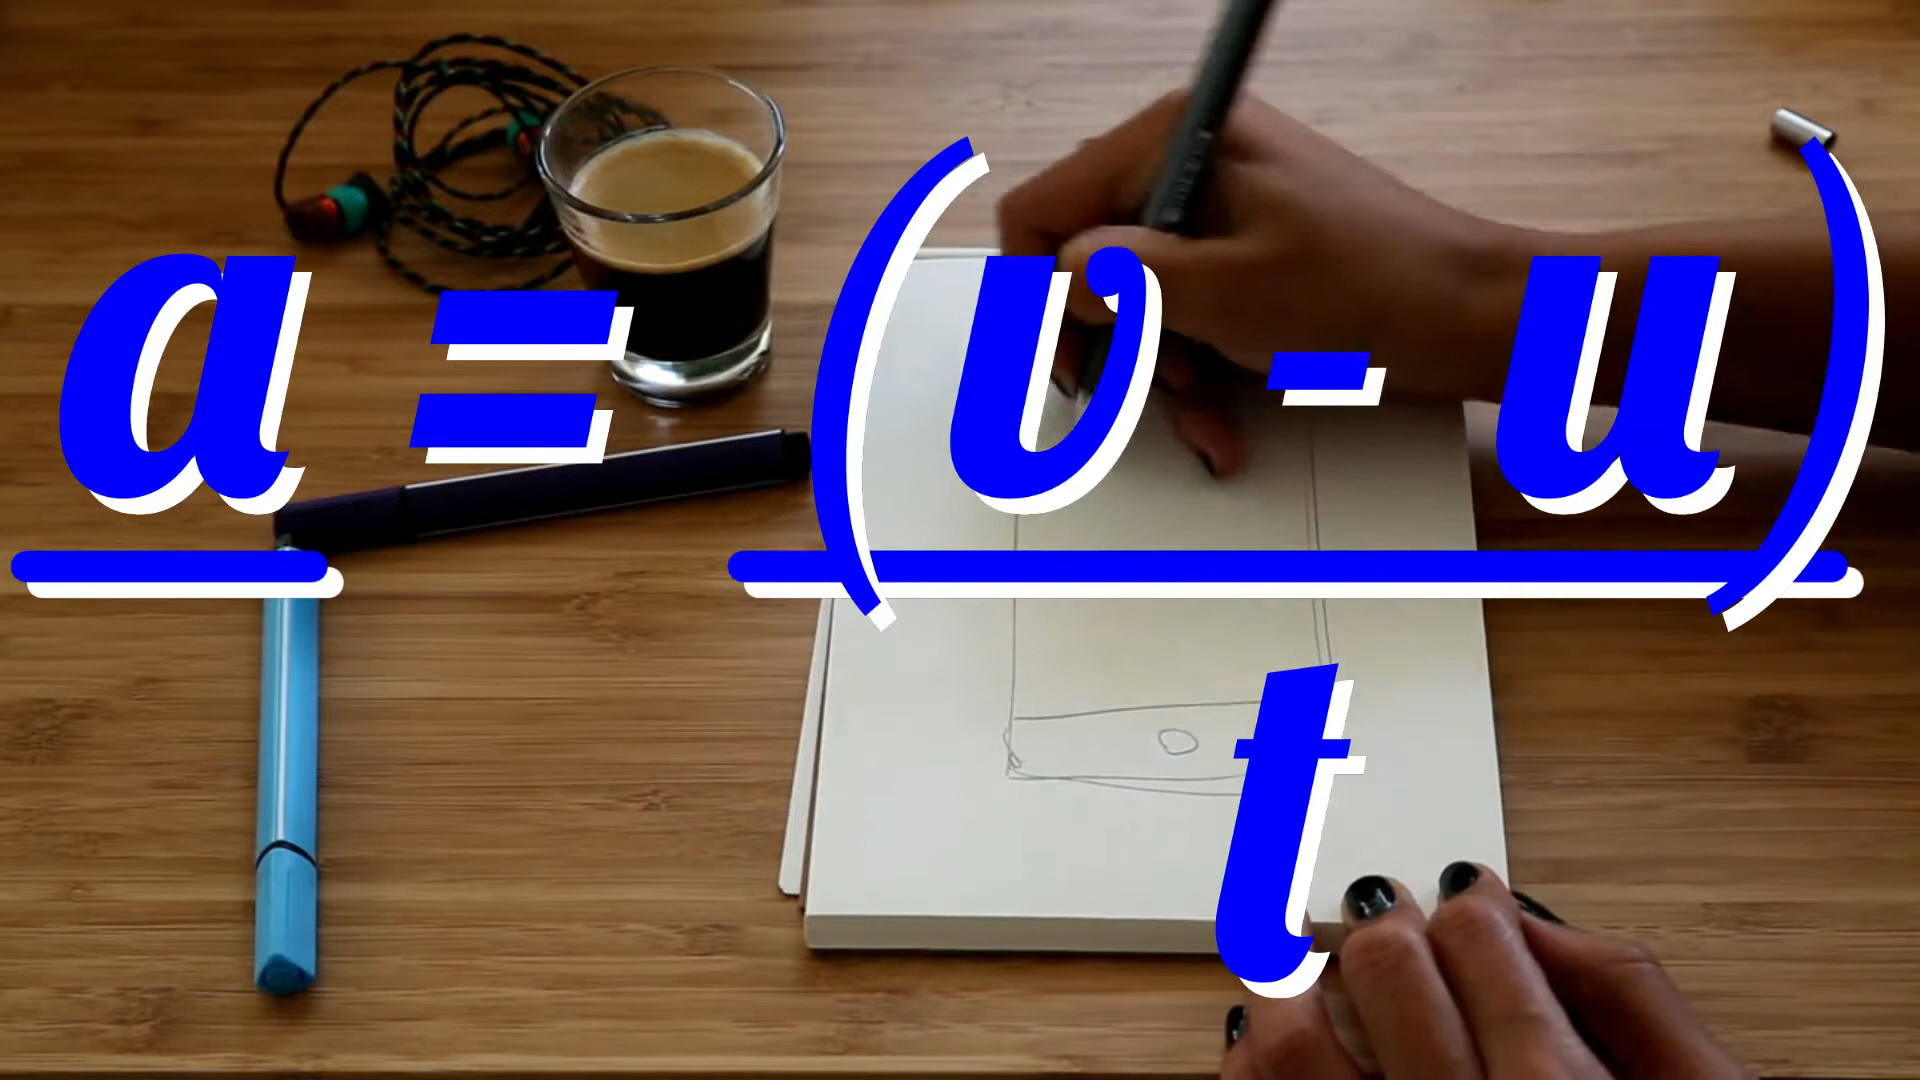 a = (v - u)
t